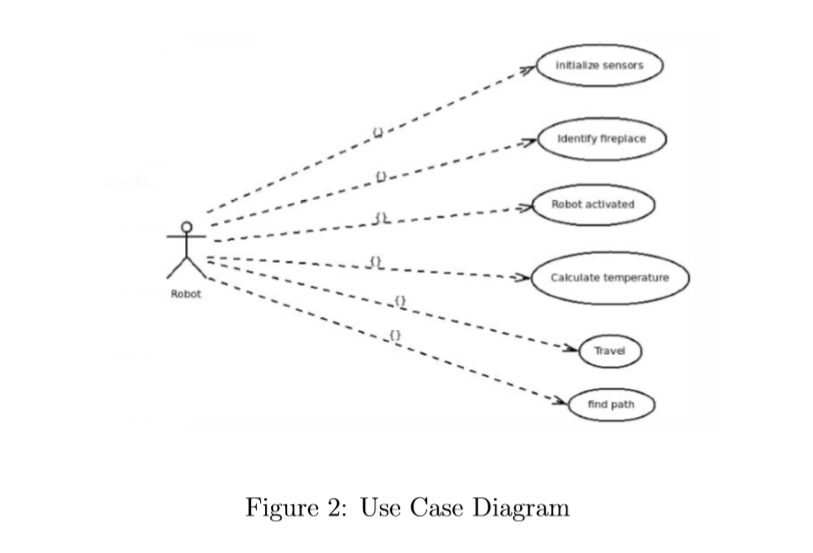 initialize sensors
{}
Identify fireplace
{}
Robot activated
{}
Calculate temperature
{}
Robot
{}
Travel
{}
find path
Figure 2: Use Case Diagram